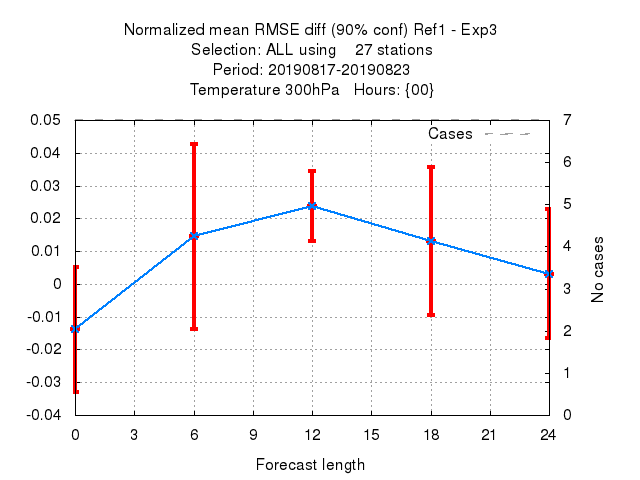 Normalized mean RMSE diff (90% conf) Ref1 - Exp3
Selection: ALL using    27 stations
Period: 20190817-20190823
Temperature 300hPa   Hours: {00}
Cases
0.05
0.04
0.03
0.02
0.01
0
-0.01
-0.02
-0.03
-0.04
7
6
5
4
3
2
1
0
No cases
0 3 6 9 12 15 18 21 24
Forecast length